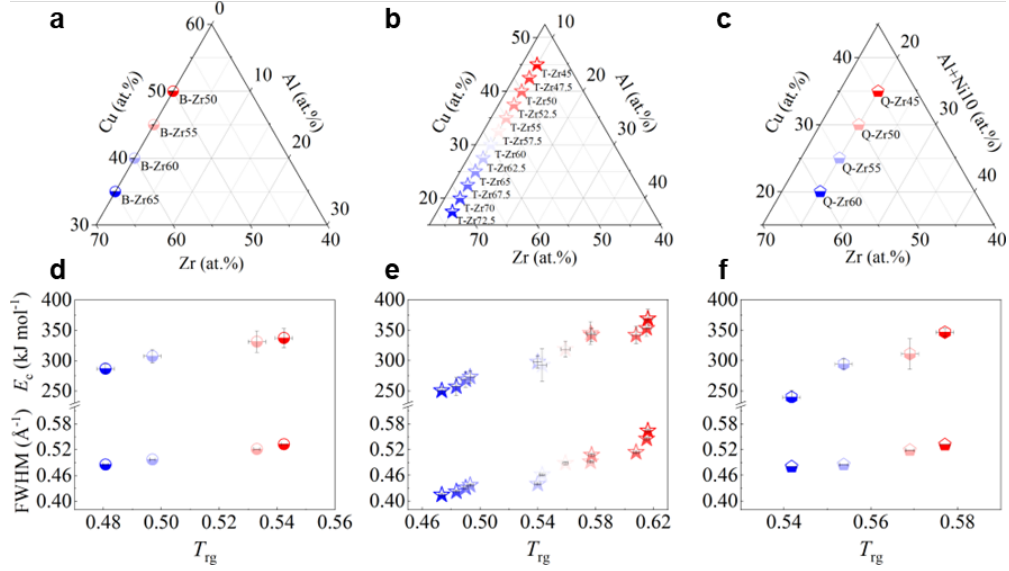 a
0
60
Cu (at.%)
Al (at.%)
10
50
B-Zr50
B-Zr55
20
40
B-Zr60
B-Zr65
30
30
70
60
50
40
Zr (at.%)
b
10
50
Cu (at.%)
Al (at.%)
20
T-Zr45
T-Zr47.5
40
T-Zr50
T-Zr52.5
30
T-Zr55
T-Zr57.5
30
T-Zr60
T-Zr62.5
T-Zr65
40
20
T-Zr67.5
T-Zr70
T-Zr72.5
70
60
50
40
Zr (at.%)
c
20
40
Cu (at.%)
Al+Ni10 (at.%)
Q-Zr45
30
30
Q-Zr50
Q-Zr55
40
20
Q-Zr60
70
60
50
40
Zr (at.%)
d
400
350
300
250
Ec (kJ mol⁻¹)
0.58
0.52
0.46
0.40
FWHM (Å⁻¹)
0.48
0.50
0.52
0.54
0.56
Trg
e
400
350
300
250
0.58
0.52
0.46
0.40
0.46
0.50
0.54
0.58
0.62
Trg
f
400
350
300
250
0.58
0.52
0.46
0.40
0.54
0.56
0.58
Trg